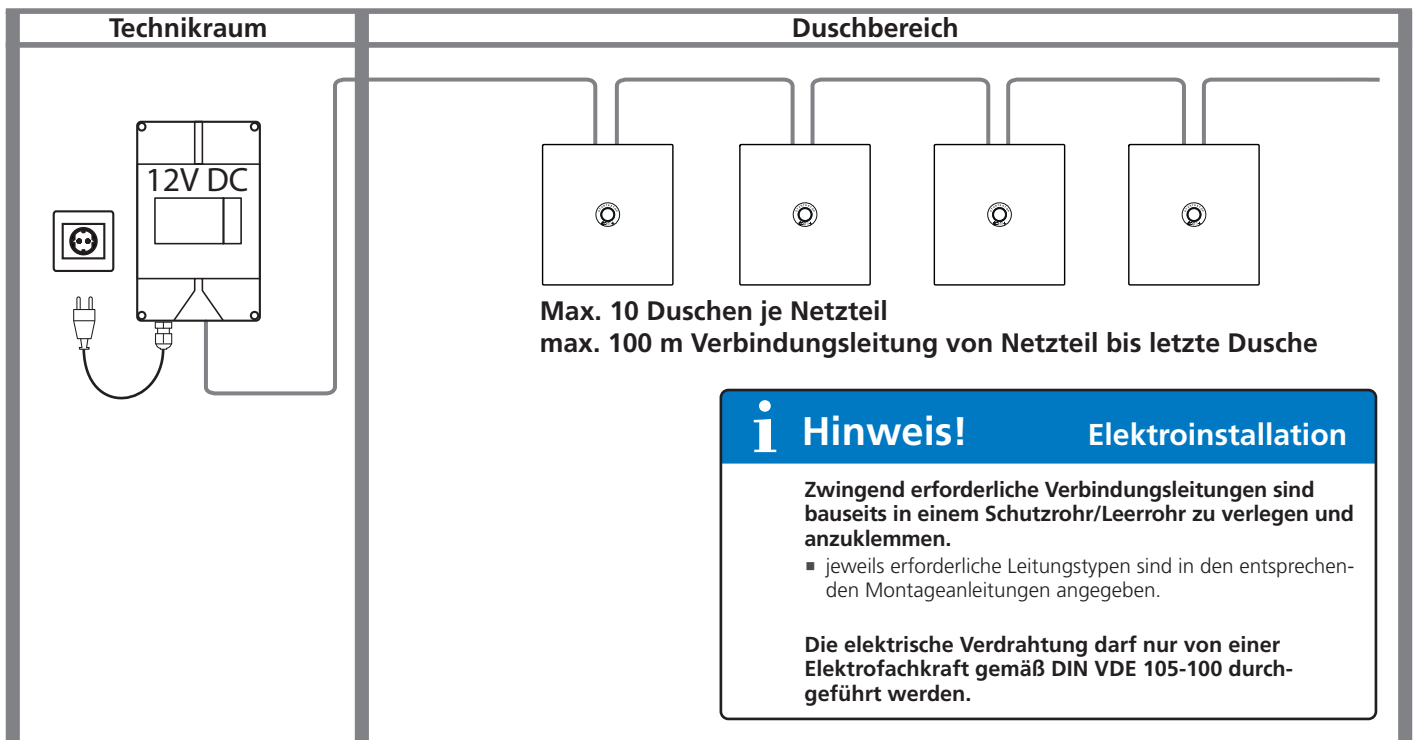 Technikraum
Duschbereich
12V DC
Max. 10 Duschen je Netzteil
max. 100 m Verbindungsleitung von Netzteil bis letzte Dusche
i Hinweis! Elektroinstallation
Zwingend erforderliche Verbindungsleitungen sind
bauseits in einem Schutzrohr/Leerrohr zu verlegen und
anzuklemmen.
▪ jeweils erforderliche Leitungstypen sind in den entsprechen-
den Montageanleitungen angegeben.
Die elektrische Verdrahtung darf nur von einer
Elektrofachkraft gemäß DIN VDE 105-100 durch-
geführt werden.